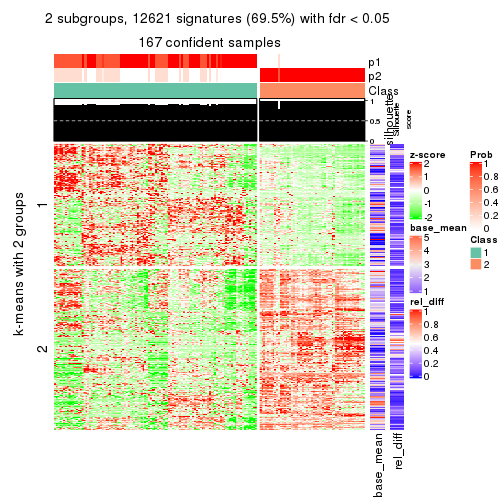 2 subgroups, 12621 signatures (69.5%) with fdr < 0.05
167 confident samples
p1
p2
Class
1
0.5
0
silhouette
Silhouette
score
k-means with 2 groups
1
2
base_mean
rel_diff
z-score
2
1
0
-1
-2
base_mean
5
4
3
2
1
rel_diff
1
0.8
0.6
0.4
0.2
0
Prob
1
0.8
0.6
0.4
0.2
0
Class
1
2